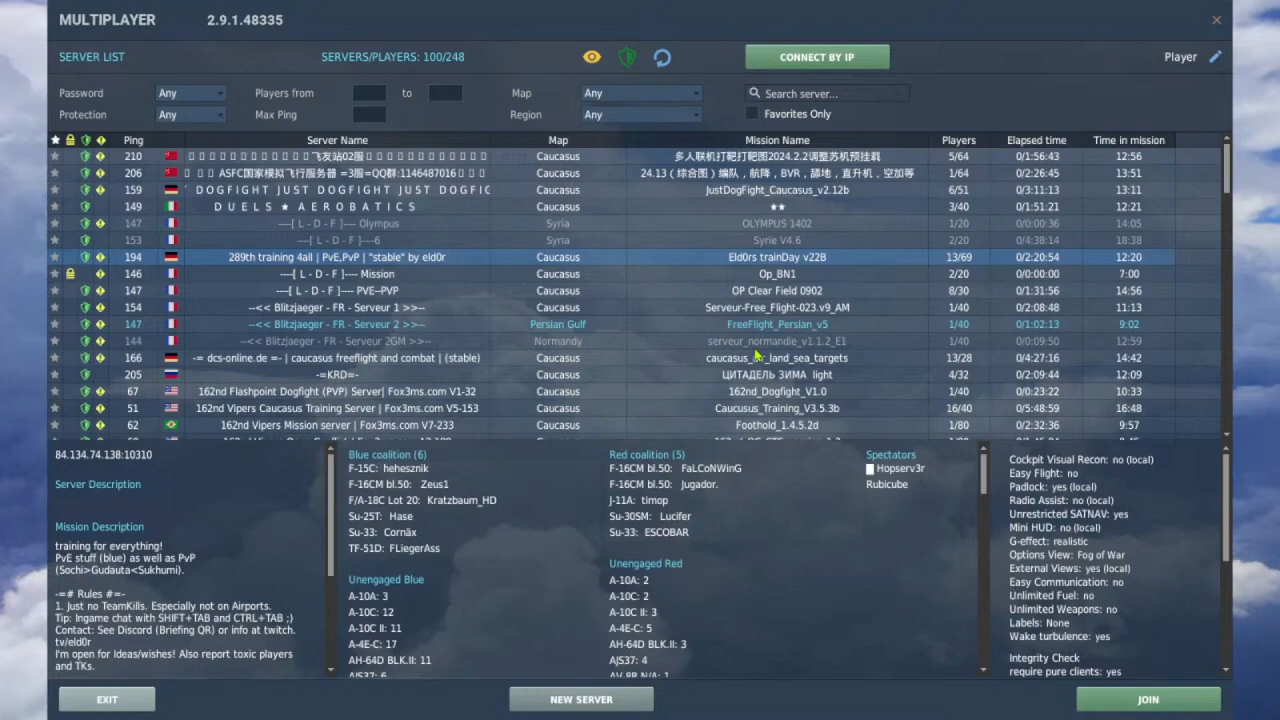 MULTIPLAYER 2.9.1.48335
SERVER LIST SERVERS/PLAYERS: 100/248 CONNECT BY IP Player
Password Any Players from to Map Any Search server...
Protection Any Max Ping Region Any Favorites Only
Ping Server Name Map Mission Name Players Elapsed time Time in mission
210 飞友站02服 Caucasus 多人联机打靶打靶图2024.2.2调整苏机预挂载 5/64 0/1:56:43 12:56
206 ASFC国家模拟飞行服务器 =3服=QQ群:1146487016 Caucasus 24.13（综合图）编队，航降，BVR，舔地，直升机，空加等 0/64 0/2:26:45 13:51
159 DOGFIGHT JUST DOGFIGHT JUST DOGFIG Caucasus JustDogFight_Caucasus_v2.12b 6/51 3/11:13:11 13:11
149 DUELS ★ AEROBATICS Caucasus ★★ 3/40 0/1:51:21 12:21
147 ----[ L - D - F ]---- Olympus Syria OLYMPUS 1402 1/20 0/0:00:36 14:05
153 ----[ L - D - F ]----6 Syria Syrie V4.6 2/20 0/4:38:14 18:38
194 289th training 4all | PvE,PvP | "stable" by eld0r Caucasus Eld0rs trainDay v22B 13/69 0/2:20:54 12:20
146 ----[ L - D - F ]---- Mission Caucasus Op_BN1 2/20 0/0:00:00 7:00
147 ----[ L - D - F ]---- PVE--PVP Caucasus OP Clear Field 0902 8/30 0/1:31:56 14:56
154 --<< Blitzjaeger - FR - Serveur 1 >>-- Caucasus Serveur-Free_Flight-023.v9_AM 1/40 0/2:08:48 11:13
147 --<< Blitzjaeger - FR - Serveur 2 >>-- Persian Gulf FreeFlight_Persian_v5 1/40 0/1:02:13 9:02
144 --<< Blitzjaeger - FR - Serveur 2GM >>-- Normandy serveur_normandie_v1.1.2_E1 1/40 0/0:09:50 12:59
166 -= dcs-online.de =- | caucasus freeflight and combat | (stable) Caucasus caucasus_air_land_sea_targets 13/28 0/4:27:16 14:42
205 -=KRD=- Caucasus ЦИТАДЕЛЬ ЗИМА light 4/32 0/2:09:44 12:09
67 162nd Flashpoint Dogfight (PVP) Server| Fox3ms.com V1-32 Caucasus 162nd_Dogfight_V1.0 1/40 0/0:23:22 10:33
51 162nd Vipers Caucasus Training Server | Fox3ms.com V5-153 Caucasus Caucusus_Training_V3.5.3b 16/40 0/5:48:59 16:48
62 162nd Vipers Mission server | Fox3ms.com V7-233 Caucasus Foothold_1.4.5.2d 1/80 0/2:32:36 9:57
84.134.74.138:10310
Server Description
Mission Description
training for everything!
PvE stuff (blue) as well as PvP
(Sochi>Gudauta<Sukhumi).
-=# Rules #=-
1. Just no TeamKills. Especially not on Airports.
Tip: Ingame chat with SHIFT+TAB and CTRL+TAB ;)
Contact: See Discord (Briefing QR) or info at twitch.
tv/eld0r
I'm open for Ideas/wishes! Also report toxic players
and TKs.
Blue coalition (6)
F-15C: hehesznik
F-16CM bl.50: Zeus1
F/A-18C Lot 20: Kratzbaum_HD
Su-25T: Hase
Su-33: Cornäx
TF-51D: FLiegerAss
Unengaged Blue
A-10A: 3
A-10C: 12
A-10C II: 11
A-4E-C: 17
AH-64D BLK.II: 11
AJS37: 6
Red coalition (5)
F-16CM bl.50: FaLCoNWinG
F-16CM bl.50: Jugador.
J-11A: timop
Su-30SM: Lucifer
Su-33: ESCOBAR
Unengaged Red
A-10A: 2
A-10C: 2
A-10C II: 3
A-4E-C: 5
AH-64D BLK.II: 3
AJS37: 4
AV-8B N/A: 1
Spectators
Hopserv3r
Rubicube
Cockpit Visual Recon: no (local)
Easy Flight: no
Padlock: yes (local)
Radio Assist: no (local)
Unrestricted SATNAV: yes
Mini HUD: no (local)
G-effect: realistic
Options View: Fog of War
External Views: yes (local)
Easy Communication: no
Unlimited Fuel: no
Unlimited Weapons: no
Labels: None
Wake turbulence: yes
Integrity Check
require pure clients: yes
EXIT NEW SERVER JOIN